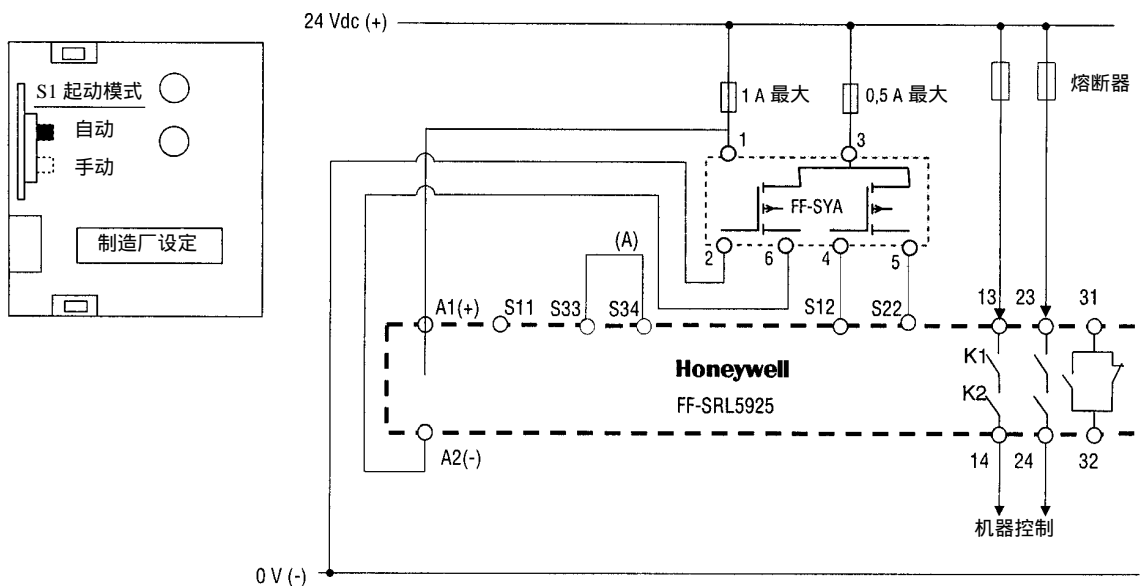 24 Vdc (+)
S1 起动模式
自动
手动
制造厂设定
1 A 最大
0,5 A 最大
熔断器
1
3
FF-SYA
(A)
2
6
4
5
A1(+)
S11
S33
S34
S12
S22
13
23
31
Honeywell
FF-SRL5925
K1
K2
A2(-)
14
24
32
机器控制
0 V (-)